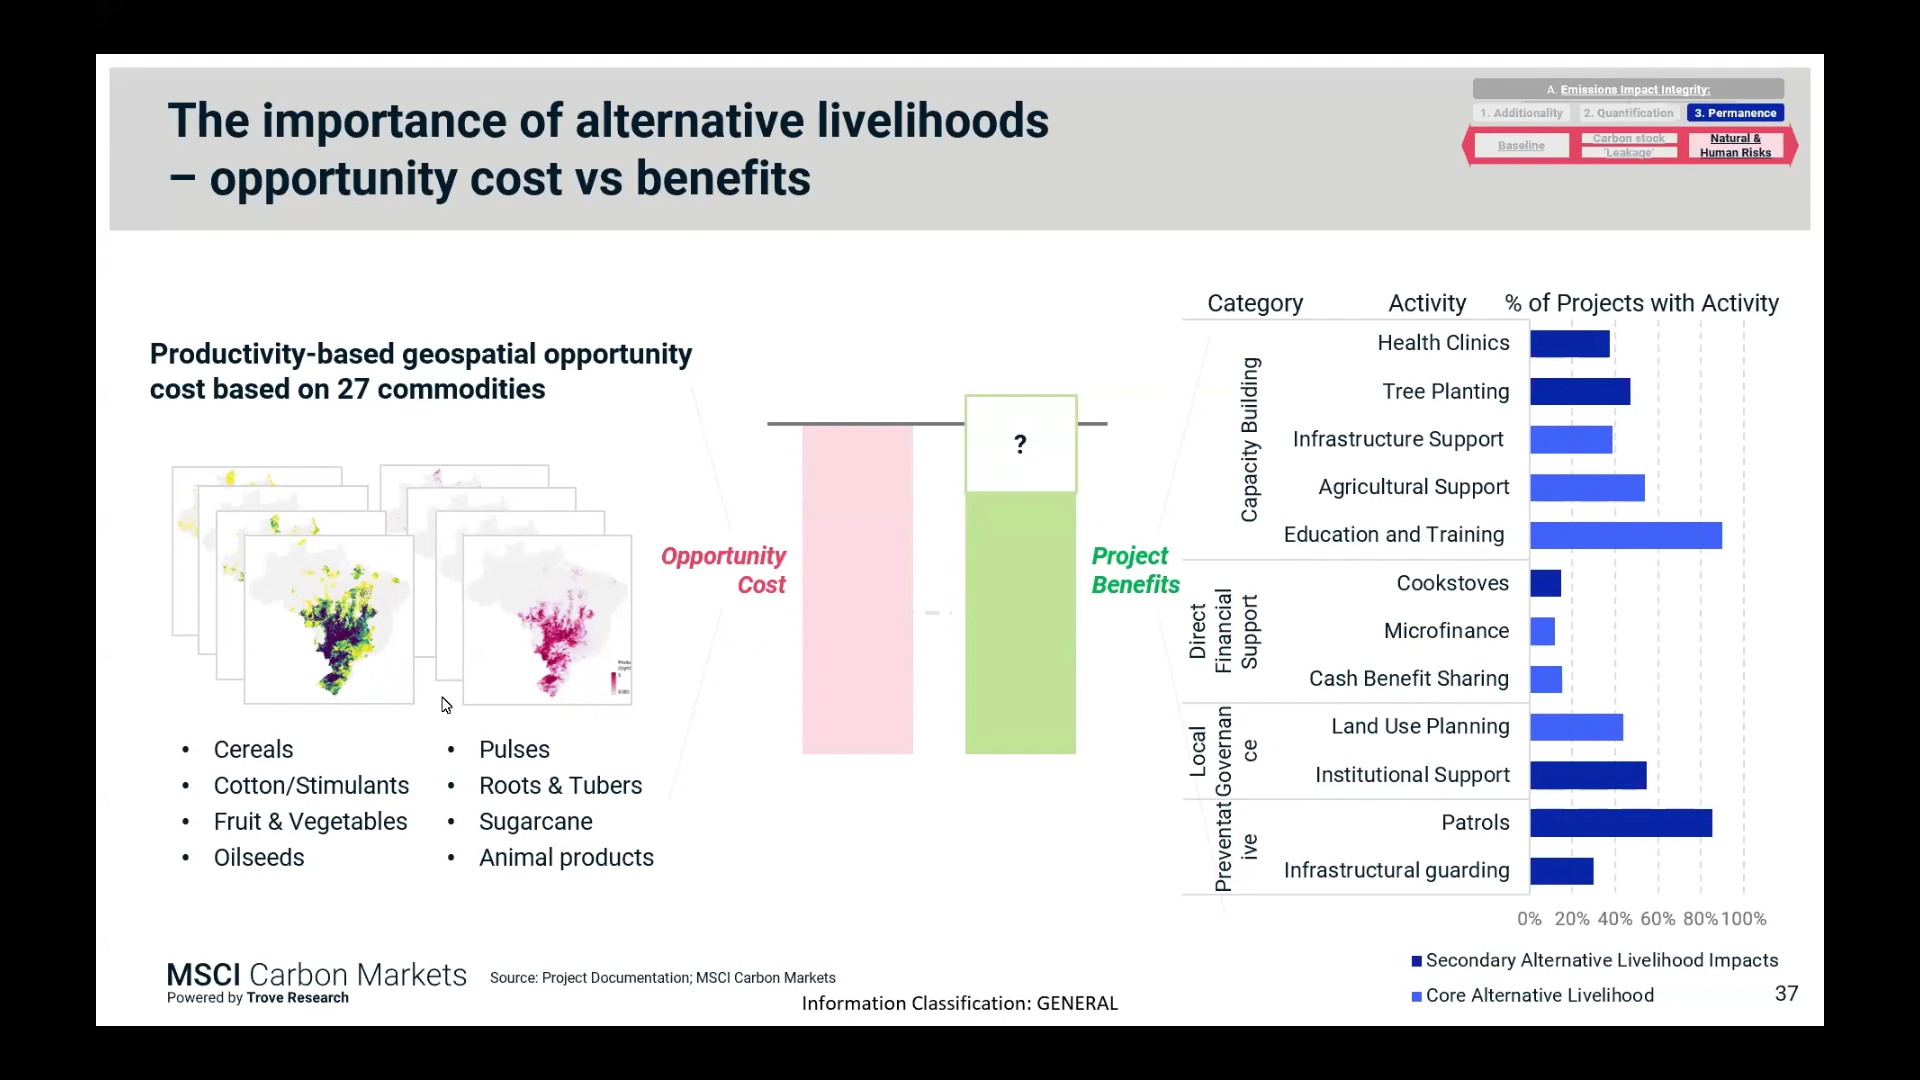 The importance of alternative livelihoods
– opportunity cost vs benefits
A. Emissions Impact Integrity:
1. Additionality
2. Quantification
3. Permanence
Baseline
Carbon stock
'Leakage'
Natural &
Human Risks
Productivity-based geospatial opportunity
cost based on 27 commodities
• Cereals
• Cotton/Stimulants
• Fruit & Vegetables
• Oilseeds
• Pulses
• Roots & Tubers
• Sugarcane
• Animal products
Opportunity
Cost
?
Project
Benefits
Category Activity % of Projects with Activity
Capacity Building
Health Clinics
Tree Planting
Infrastructure Support
Agricultural Support
Education and Training
Direct
Financial
Support
Cookstoves
Microfinance
Cash Benefit Sharing
Local
Governan
ce
Land Use Planning
Institutional Support
Preventat
ive
Patrols
Infrastructural guarding
0% 20% 40% 60% 80% 100%
Secondary Alternative Livelihood Impacts
Core Alternative Livelihood
MSCI Carbon Markets
Powered by Trove Research
Source: Project Documentation; MSCI Carbon Markets
Information Classification: GENERAL
37